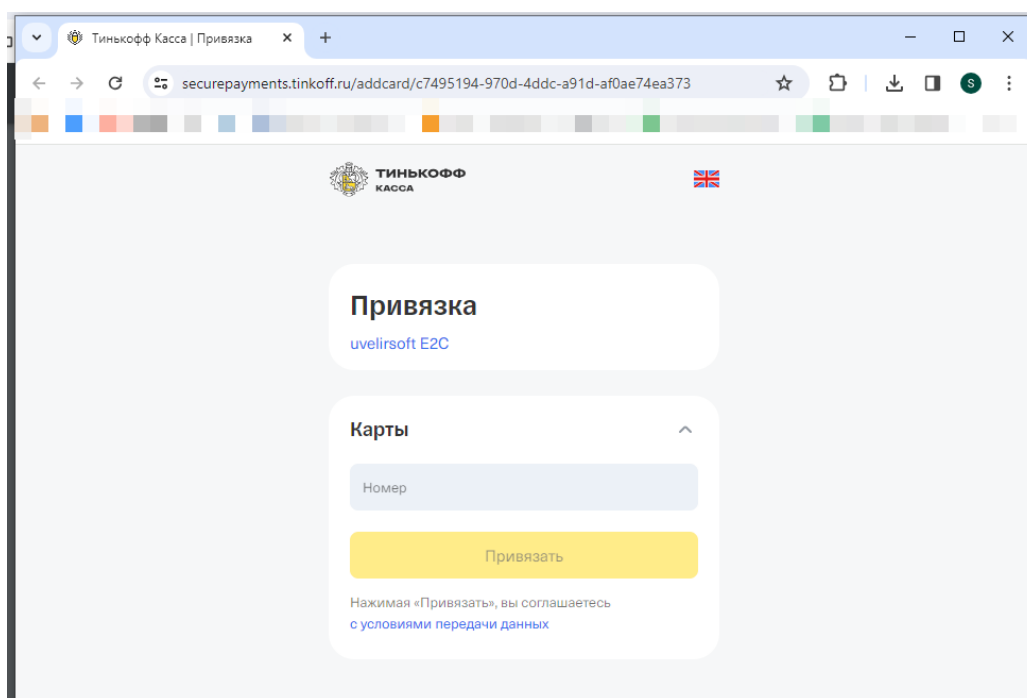 Тинькофф Касса | Привязка
securepayments.tinkoff.ru/addcard/c7495194-970d-4ddc-a91d-af0ae74ea373
S
ТИНЬКОФФ
КАССА
Привязка
uvelirsoft E2C
Карты
Номер
Привязать
Нажимая «Привязать», вы соглашаетесь
с условиями передачи данных